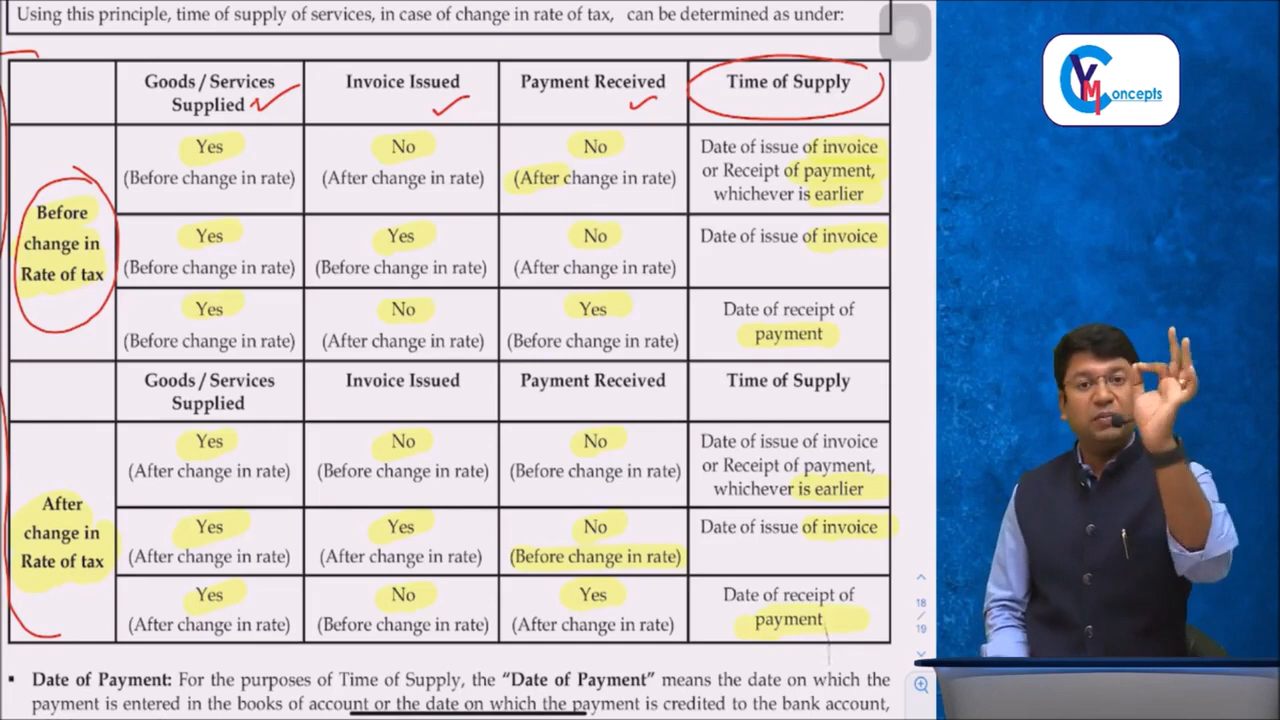 Using this principle, time of supply of services, in case of change in rate of tax, can be determined as under:
Goods / Services Supplied
Invoice Issued
Payment Received
Time of Supply
Before change in Rate of tax
Yes
(Before change in rate)
No
(After change in rate)
No
(After change in rate)
Date of issue of invoice
or Receipt of payment,
whichever is earlier
Yes
(Before change in rate)
Yes
(Before change in rate)
No
(After change in rate)
Date of issue of invoice
Yes
(Before change in rate)
No
(After change in rate)
Yes
(Before change in rate)
Date of receipt of
payment
Goods / Services Supplied
Invoice Issued
Payment Received
Time of Supply
After change in Rate of tax
Yes
(After change in rate)
No
(Before change in rate)
No
(Before change in rate)
Date of issue of invoice
or Receipt of payment,
whichever is earlier
Yes
(After change in rate)
Yes
(After change in rate)
No
(Before change in rate)
Date of issue of invoice
Yes
(After change in rate)
No
(Before change in rate)
Yes
(After change in rate)
Date of receipt of
payment
▪ Date of Payment: For the purposes of Time of Supply, the “Date of Payment” means the date on which the
payment is entered in the books of account or the date on which the payment is credited to the bank account,
CYM oncepts
18
/
19